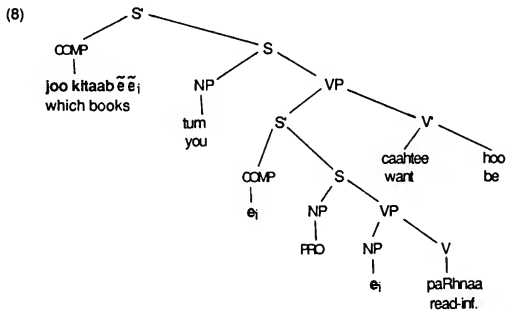 (8)
S'
COMP S
joo kitaab ẽ ẽ i NP VP
which books
tum S' V'
you
caahtee hoo
want be
COMP S
e i
NP VP
PRO NP V
e i paRhnaa
read-inf.